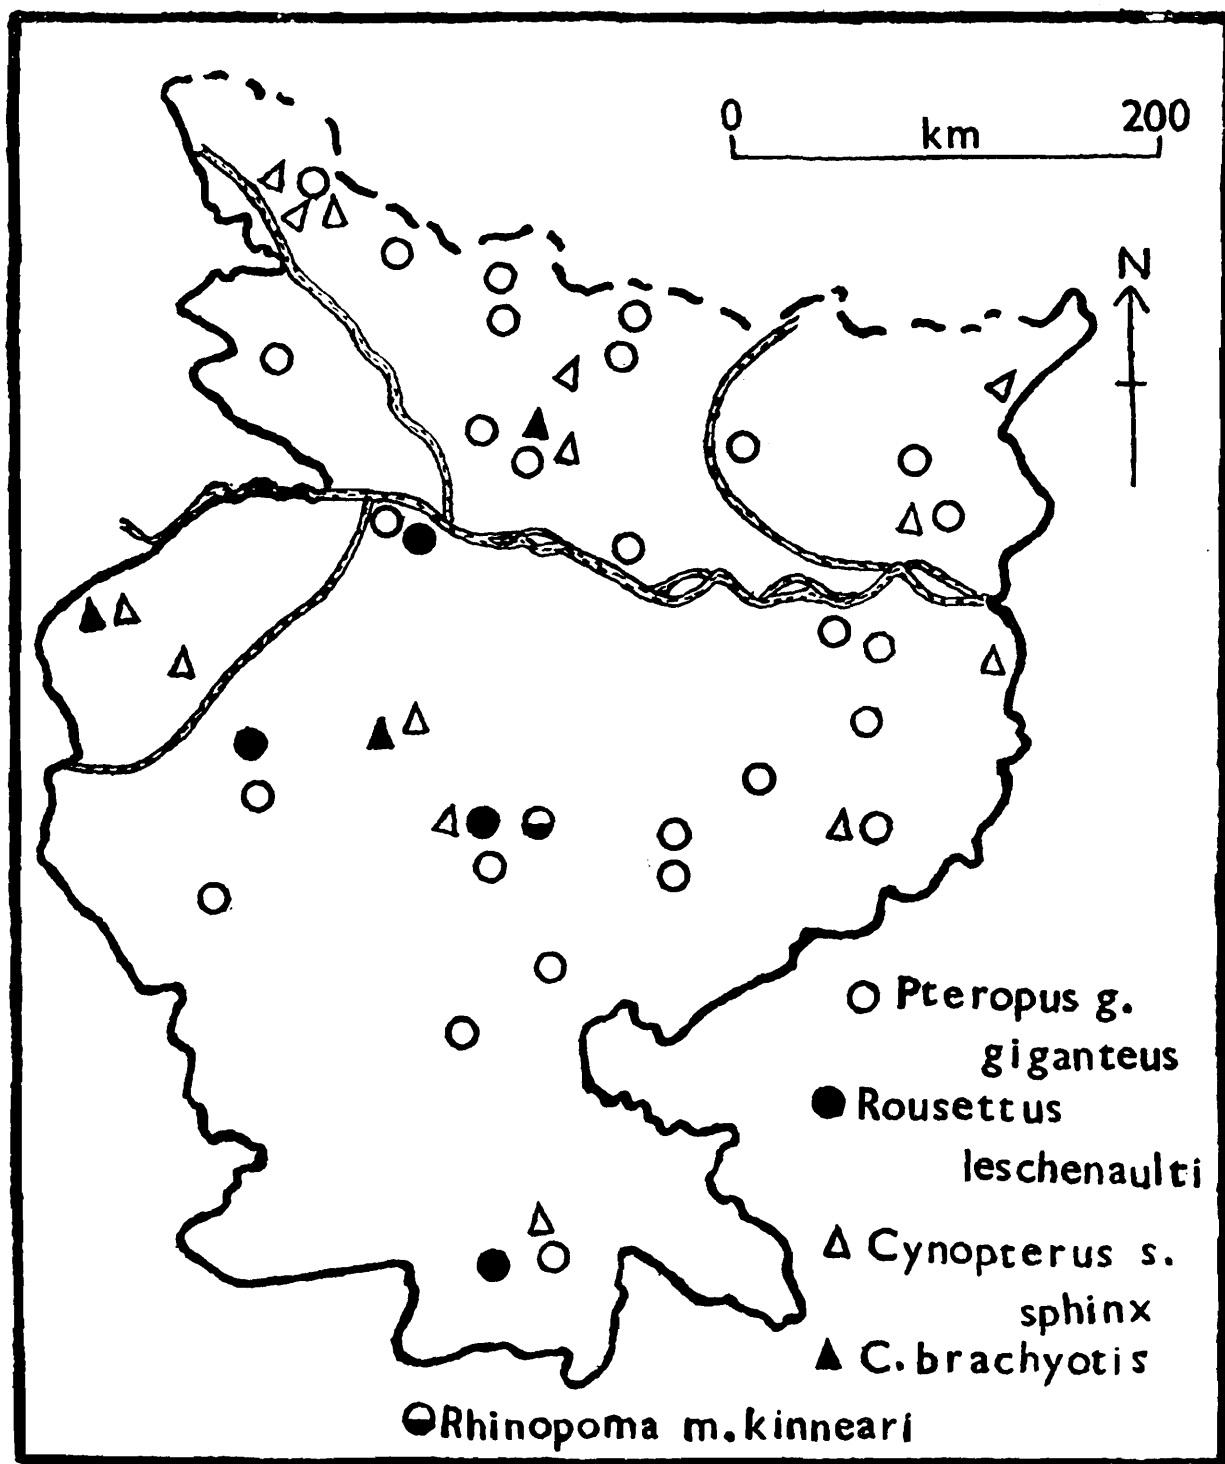 0 200
km
N
Pteropus g.
giganteus
Rousettus
leschenaulti
Cynopterus s.
sphinx
C. brachyotis
Rhinopoma m. kinneari